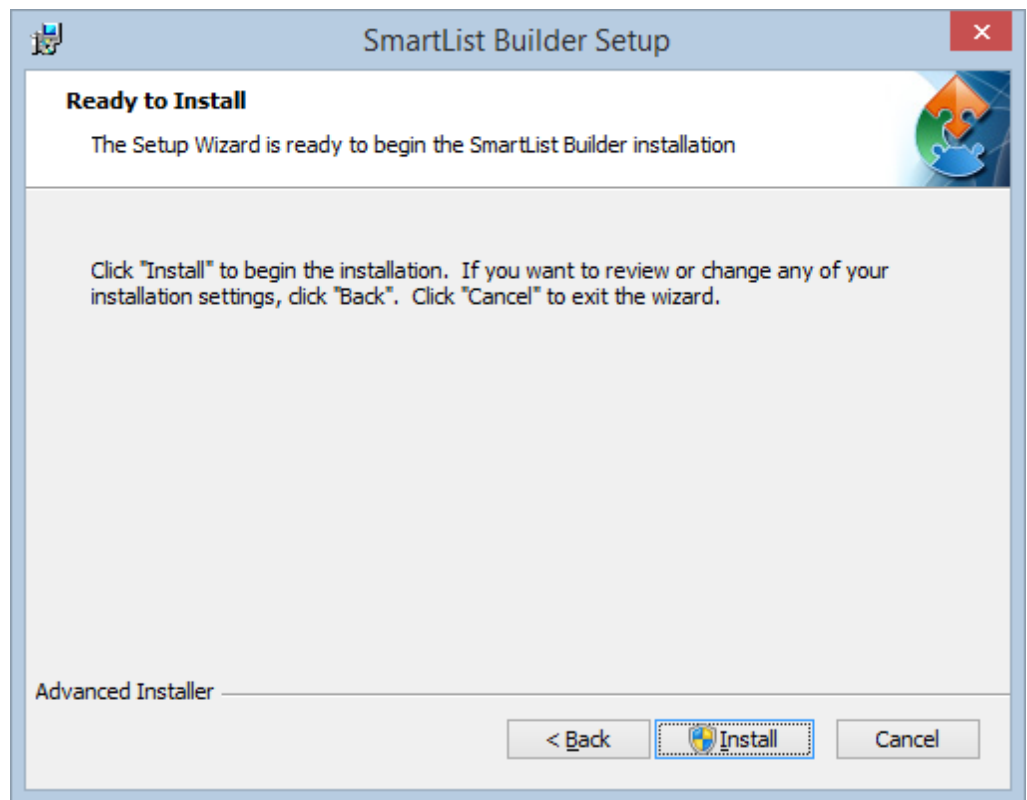 SmartList Builder Setup
Ready to Install
The Setup Wizard is ready to begin the SmartList Builder installation
Click "Install" to begin the installation.  If you want to review or change any of your
installation settings, click "Back".  Click "Cancel" to exit the wizard.
Advanced Installer
< Back
Install
Cancel